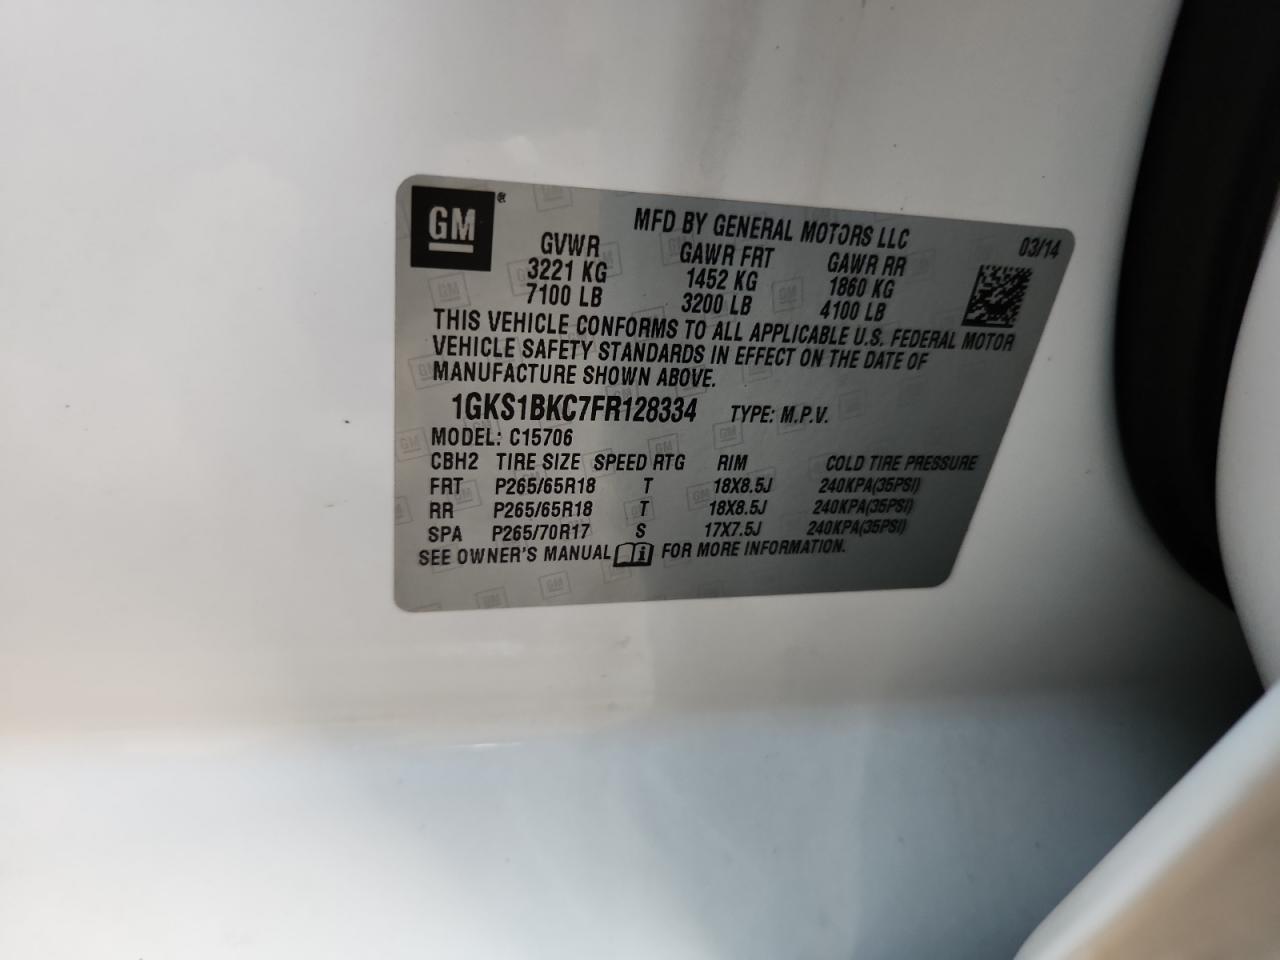 GM ®
MFD BY GENERAL MOTORS LLC 03/14
GVWR GAWR FRT GAWR RR
3221 KG 1452 KG 1860 KG
7100 LB 3200 LB 4100 LB
THIS VEHICLE CONFORMS TO ALL APPLICABLE U.S. FEDERAL MOTOR
VEHICLE SAFETY STANDARDS IN EFFECT ON THE DATE OF
MANUFACTURE SHOWN ABOVE.
1GKS1BKC7FR128334 TYPE: M.P.V.
MODEL: C15706
CBH2 TIRE SIZE SPEED RTG RIM COLD TIRE PRESSURE
FRT P265/65R18 T 18X8.5J 240KPA(35PSI)
RR P265/65R18 T 18X8.5J 240KPA(35PSI)
SPA P265/70R17 S 17X7.5J 240KPA(35PSI)
SEE OWNER'S MANUAL i FOR MORE INFORMATION.